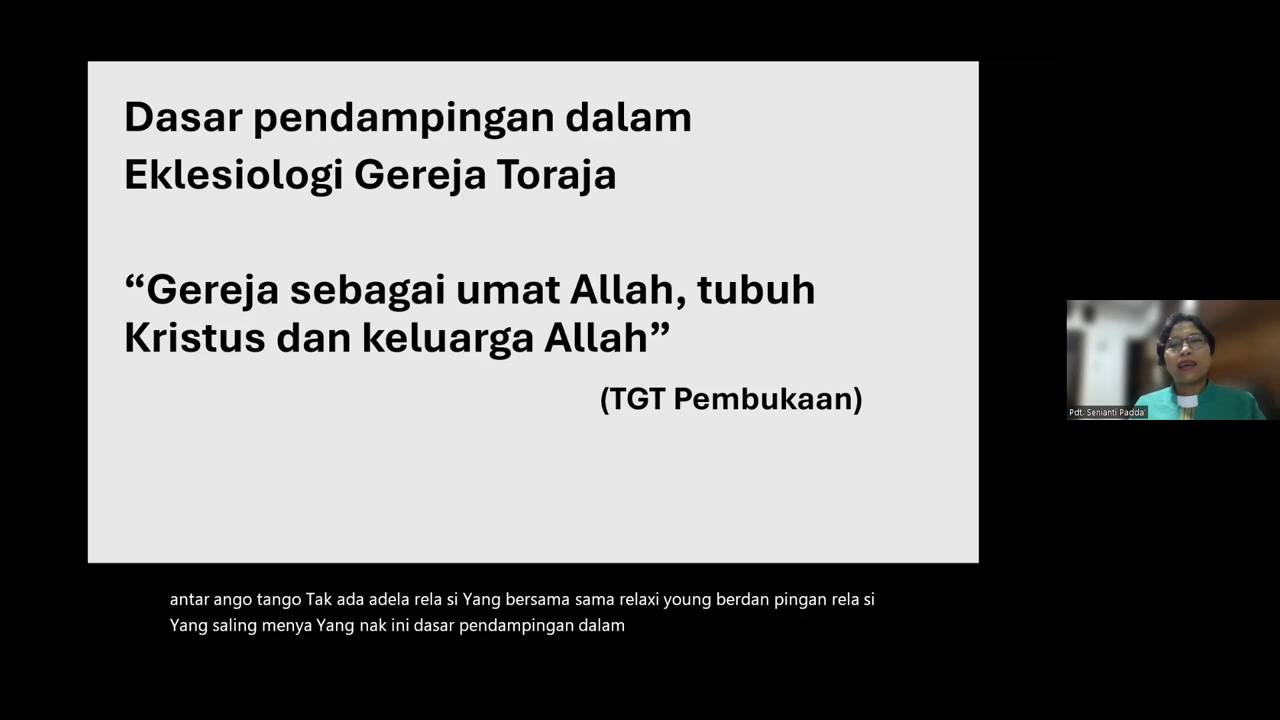 Dasar pendampingan dalam
Eklesiologi Gereja Toraja
“Gereja sebagai umat Allah, tubuh
Kristus dan keluarga Allah”
(TGT Pembukaan)
Pdt. Senianti Padda'
antar ango tango Tak ada adela rela si Yang bersama sama relaxi young berdan pingan rela si
Yang saling menya Yang nak ini dasar pendampingan dalam